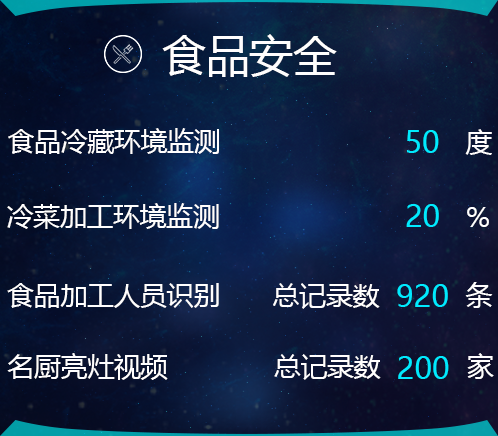 食品安全
食品冷藏环境监测 50 度
冷菜加工环境监测 20 %
食品加工人员识别 总记录数 920 条
名厨亮灶视频 总记录数 200 家